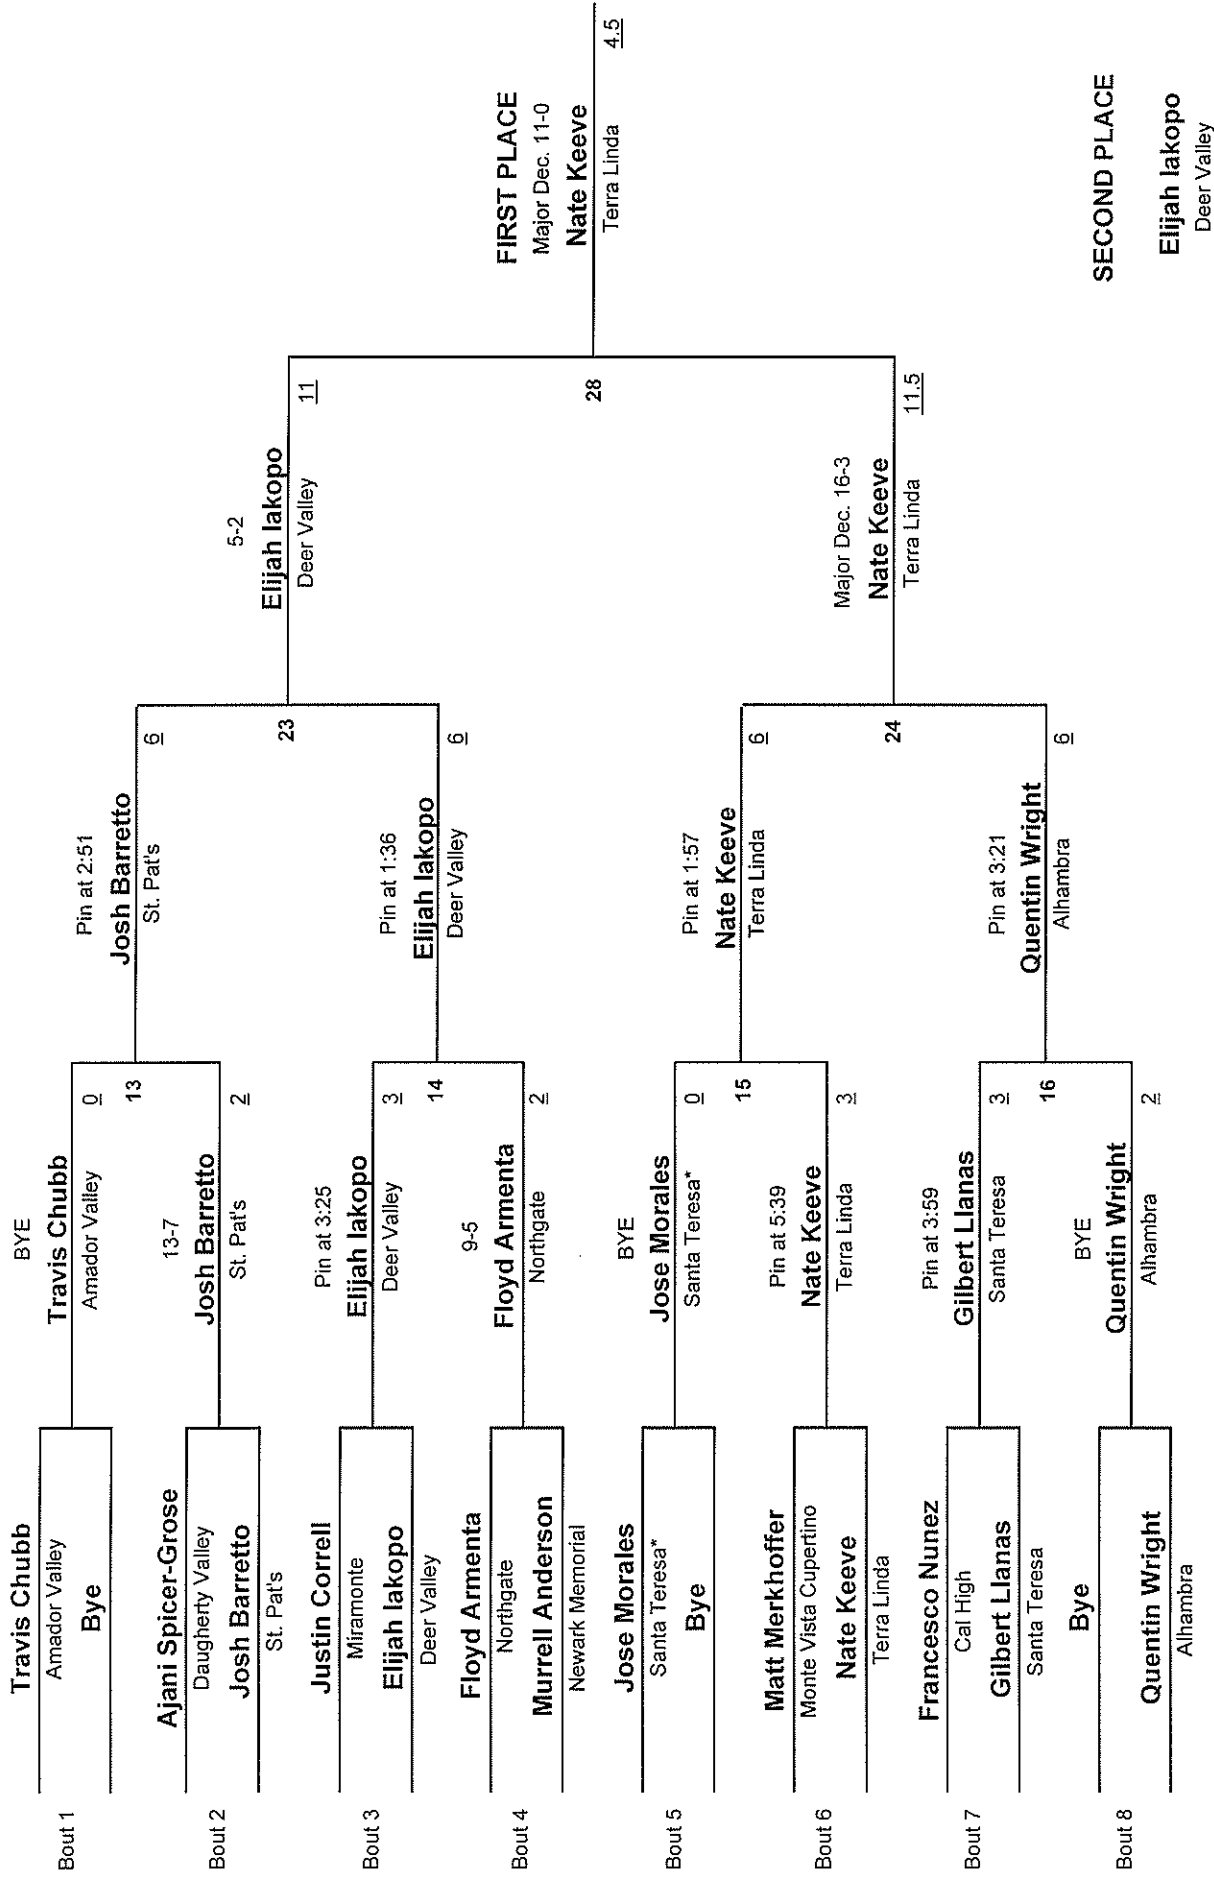 Bout 1
Travis Chubb
Amador Valley
Bye
Bout 2
Ajani Spicer-Grose
Daugherty Valley
Josh Barretto
St. Pat's
Bout 3
Justin Correll
Miramonte
Elijah Iakopo
Deer Valley
Bout 4
Floyd Armenta
Northgate
Murrell Anderson
Newark Memorial
Bout 5
Jose Morales
Santa Teresa*
Bye
Bout 6
Matt Merkhoffer
Monte Vista Cupertino
Nate Keeve
Terra Linda
Bout 7
Francesco Nunez
Cal High
Gilbert Llanas
Santa Teresa
Bout 8
Bye
Quentin Wright
Alhambra
BYE
Travis Chubb
Amador Valley
0
13
13-7
Josh Barretto
St. Pat's
2
Pin at 3:25
Elijah Iakopo
Deer Valley
3
14
9-5
Floyd Armenta
Northgate
2
BYE
Jose Morales
Santa Teresa*
0
15
Pin at 5:39
Nate Keeve
Terra Linda
3
Pin at 3:59
Gilbert Llanas
Santa Teresa
3
16
BYE
Quentin Wright
Alhambra
2
Pin at 2:51
Josh Barretto
St. Pat's
6
23
Pin at 1:36
Elijah Iakopo
Deer Valley
6
Pin at 1:57
Nate Keeve
Terra Linda
6
24
Pin at 3:21
Quentin Wright
Alhambra
6
5-2
Elijah Iakopo
Deer Valley
11
28
Major Dec. 16-3
Nate Keeve
Terra Linda
11.5
FIRST PLACE
Major Dec. 11-0
Nate Keeve
Terra Linda
4.5
SECOND PLACE
Elijah Iakopo
Deer Valley